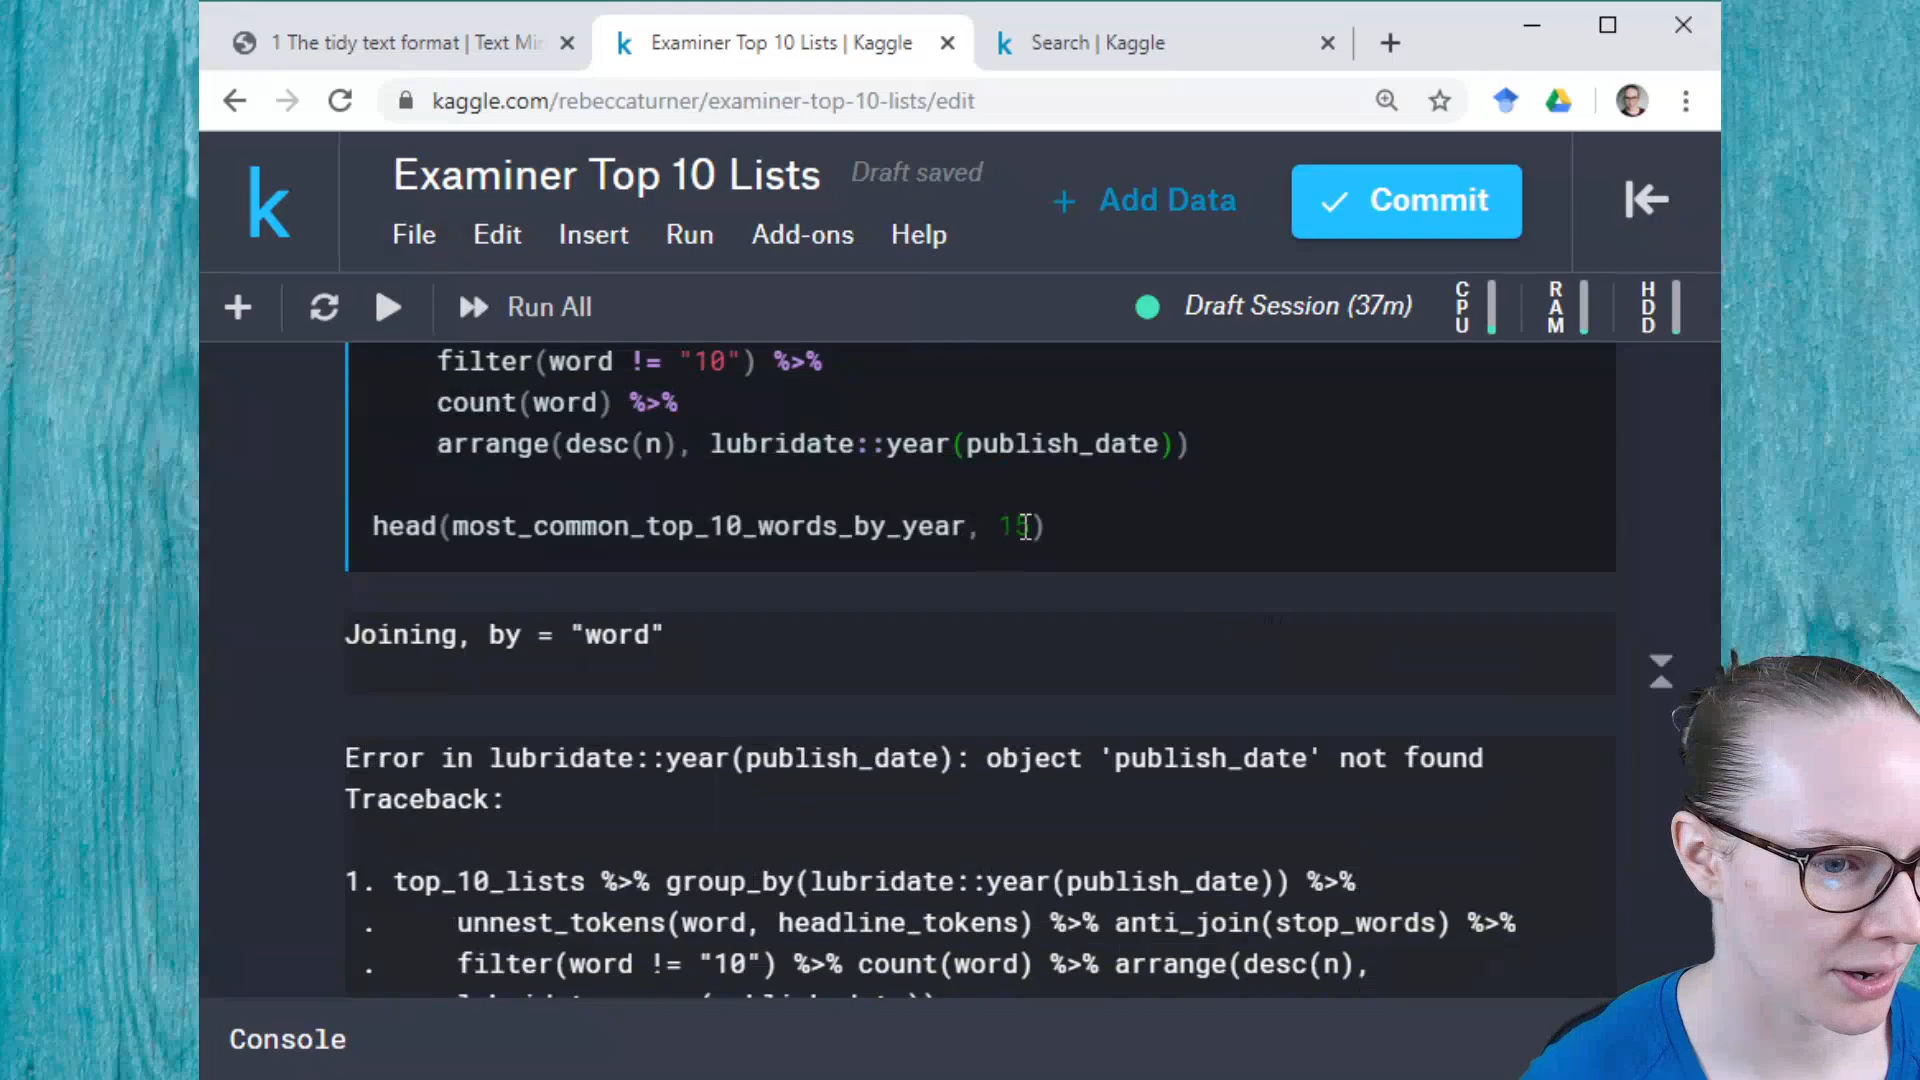 1 The tidy text format | Text Mi
Examiner Top 10 Lists | Kaggle
Search | Kaggle
kaggle.com/rebeccaturner/examiner-top-10-lists/edit
Examiner Top 10 Lists
Draft saved
+ Add Data
Commit
File Edit Insert Run Add-ons Help
Run All
Draft Session (37m)
CPU
RAM
HDD
filter(word != "10") %>%
count(word) %>%
arrange(desc(n), lubridate::year(publish_date))
head(most_common_top_10_words_by_year, 15)
Joining, by = "word"
Error in lubridate::year(publish_date): object 'publish_date' not found
Traceback:
1. top_10_lists %>% group_by(lubridate::year(publish_date)) %>%
. unnest_tokens(word, headline_tokens) %>% anti_join(stop_words) %>%
. filter(word != "10") %>% count(word) %>% arrange(desc(n),
Console